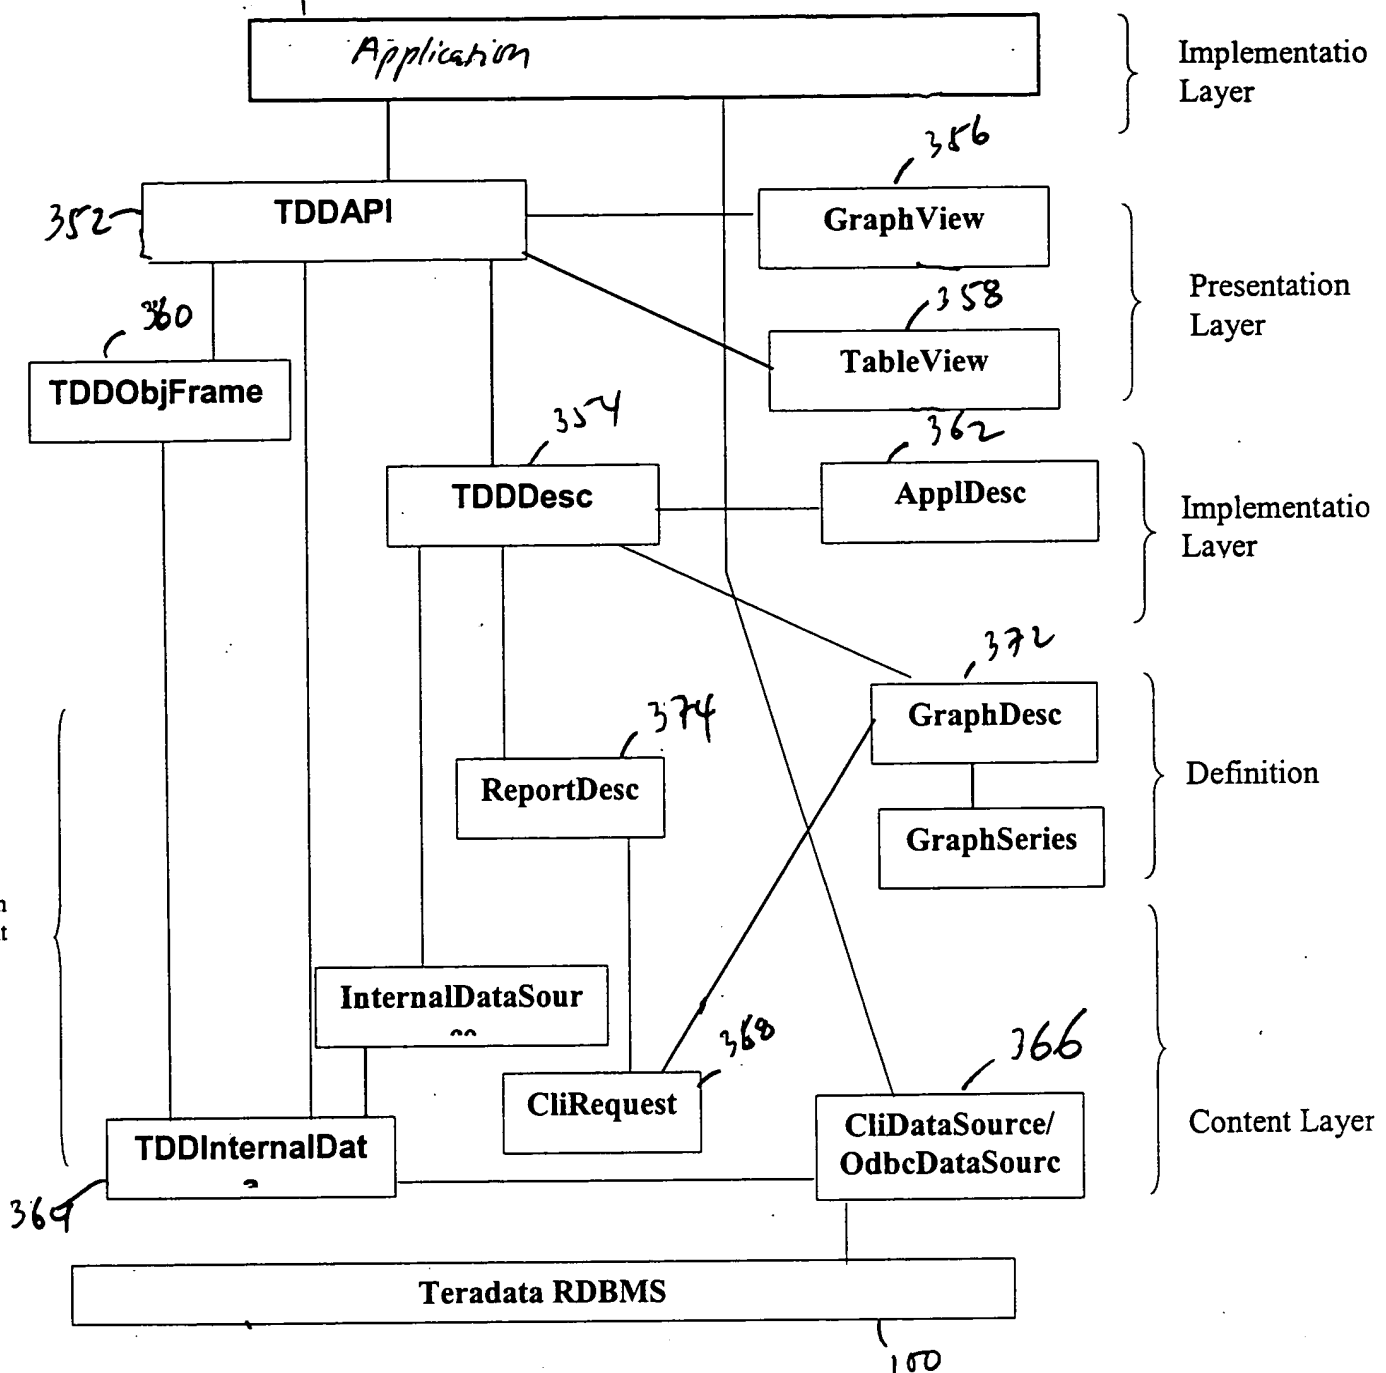 Application
Implementatio
Layer
356
352
TDDAPI
GraphView
Presentation
Layer
360
358
TDDObjFrame
TableView
354
362
TDDDesc
ApplDesc
Implementatio
Layer
372
374
GraphDesc
Definition
ReportDesc
GraphSeries
InternalDataSour
368
366
CliRequest
CliDataSource/
OdbcDataSourc
Content Layer
TDDInternalDat
364
Teradata RDBMS
100